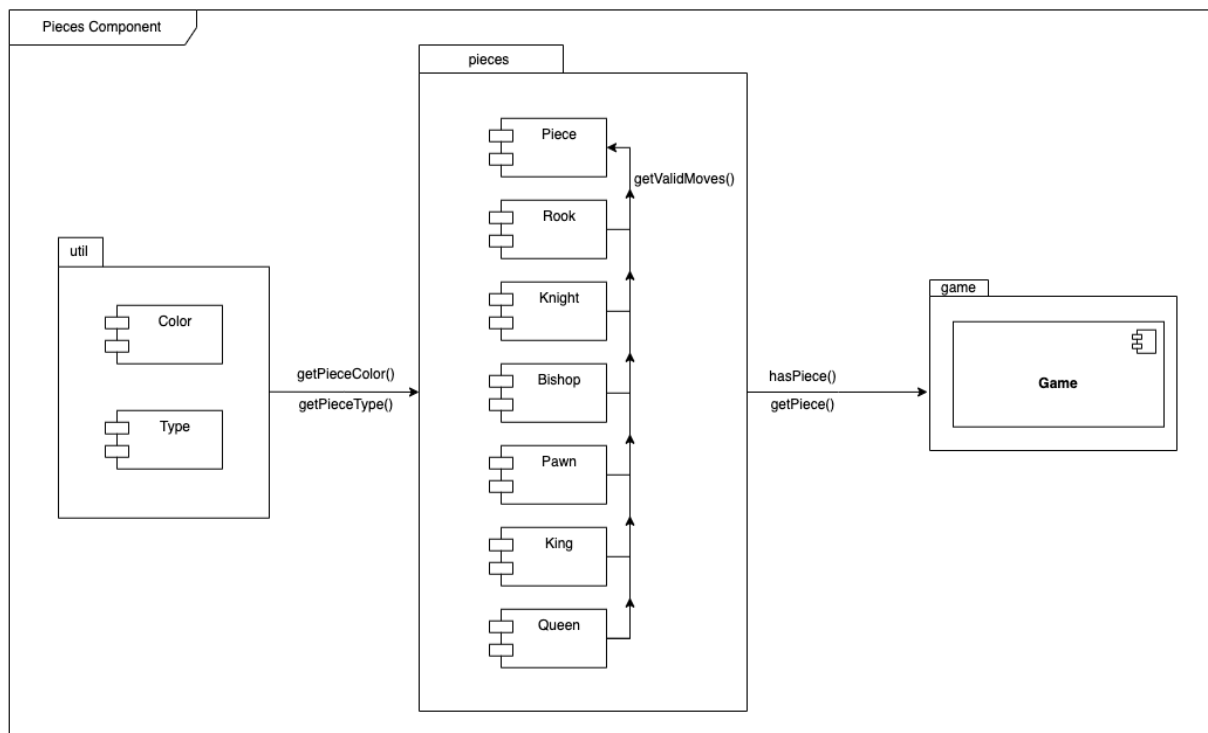 Pieces Component
pieces
Piece
getValidMoves()
Rook
util
Knight
game
Color
Game
getPieceColor()
getPieceType()
Bishop
hasPiece()
getPiece()
Type
Pawn
King
Queen